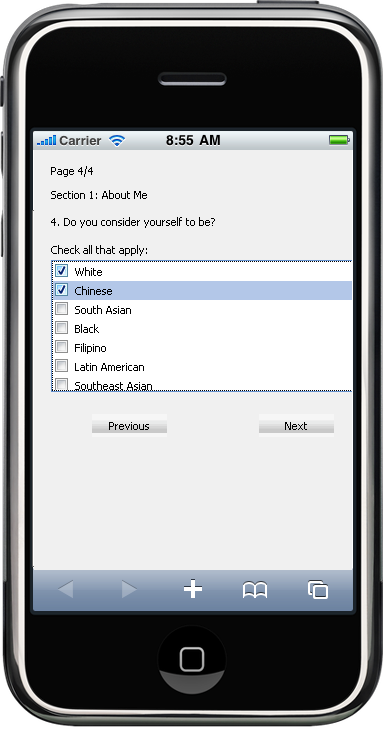 Carrier 8:55 AM
Page 4/4
Section 1: About Me
4. Do you consider yourself to be?
Check all that apply:
White
Chinese
South Asian
Black
Filipino
Latin American
Southeast Asian
Previous Next